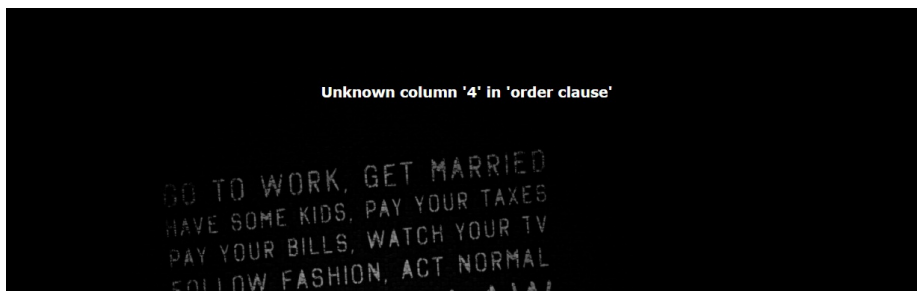 Unknown column '4' in 'order clause'
GO TO WORK, GET MARRIED
HAVE SOME KIDS, PAY YOUR TAXES
PAY YOUR BILLS, WATCH YOUR TV
FOLLOW FASHION, ACT NORMAL